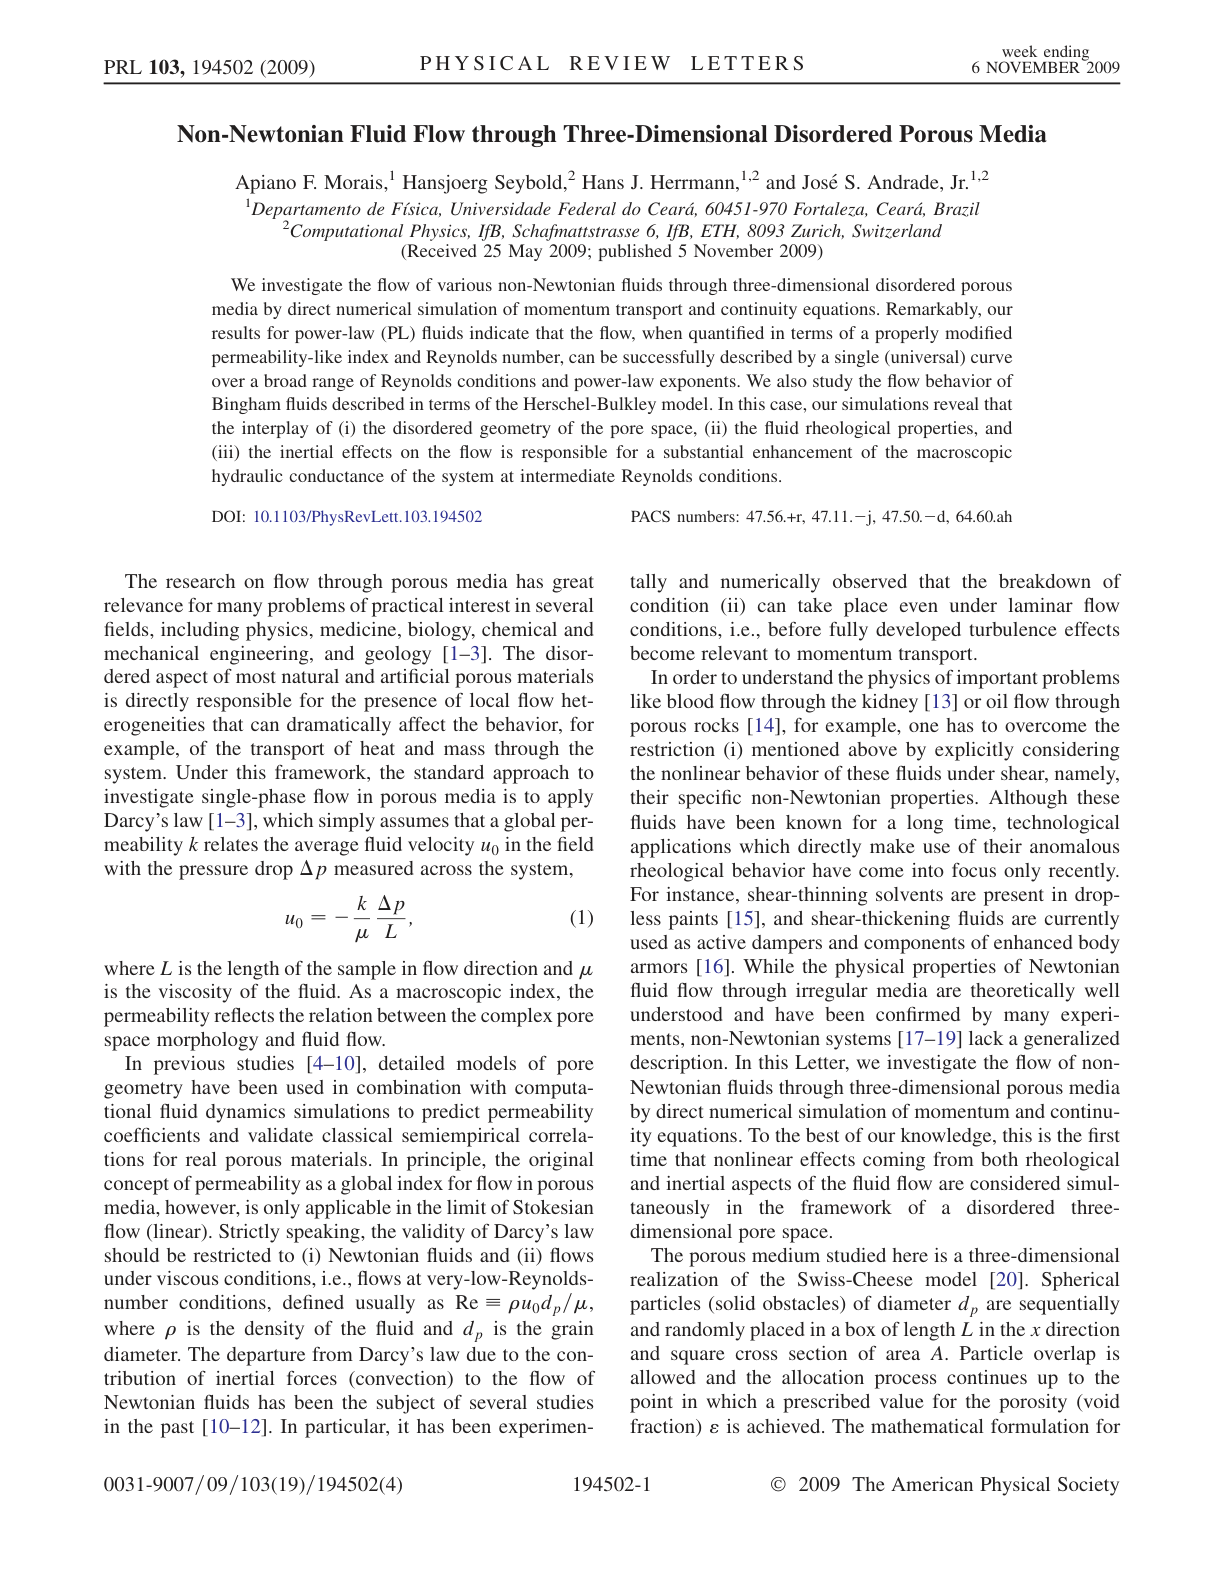 PRL 103, 194502 (2009)
PHYSICAL REVIEW LETTERS
week ending
6 NOVEMBER 2009
Non-Newtonian Fluid Flow through Three-Dimensional Disordered Porous Media
Apiano F. Morais,1 Hansjoerg Seybold,2 Hans J. Herrmann,1,2 and José S. Andrade, Jr.1,2
1Departamento de Física, Universidade Federal do Ceará, 60451-970 Fortaleza, Ceará, Brazil
2Computational Physics, IfB, Schafmattstrasse 6, IfB, ETH, 8093 Zurich, Switzerland
(Received 25 May 2009; published 5 November 2009)
We investigate the flow of various non-Newtonian fluids through three-dimensional disordered porous
media by direct numerical simulation of momentum transport and continuity equations. Remarkably, our
results for power-law (PL) fluids indicate that the flow, when quantified in terms of a properly modified
permeability-like index and Reynolds number, can be successfully described by a single (universal) curve
over a broad range of Reynolds conditions and power-law exponents. We also study the flow behavior of
Bingham fluids described in terms of the Herschel-Bulkley model. In this case, our simulations reveal that
the interplay of (i) the disordered geometry of the pore space, (ii) the fluid rheological properties, and
(iii) the inertial effects on the flow is responsible for a substantial enhancement of the macroscopic
hydraulic conductance of the system at intermediate Reynolds conditions.
DOI: 10.1103/PhysRevLett.103.194502
PACS numbers: 47.56.+r, 47.11.−j, 47.50.−d, 64.60.ah
The research on flow through porous media has great
relevance for many problems of practical interest in several
fields, including physics, medicine, biology, chemical and
mechanical engineering, and geology [1–3]. The disor-
dered aspect of most natural and artificial porous materials
is directly responsible for the presence of local flow het-
erogeneities that can dramatically affect the behavior, for
example, of the transport of heat and mass through the
system. Under this framework, the standard approach to
investigate single-phase flow in porous media is to apply
Darcy's law [1–3], which simply assumes that a global per-
meability k relates the average fluid velocity u0 in the field
with the pressure drop Δp measured across the system,
u0 = − k/μ Δp/L, (1)
where L is the length of the sample in flow direction and μ
is the viscosity of the fluid. As a macroscopic index, the
permeability reflects the relation between the complex pore
space morphology and fluid flow.
In previous studies [4–10], detailed models of pore
geometry have been used in combination with computa-
tional fluid dynamics simulations to predict permeability
coefficients and validate classical semiempirical correla-
tions for real porous materials. In principle, the original
concept of permeability as a global index for flow in porous
media, however, is only applicable in the limit of Stokesian
flow (linear). Strictly speaking, the validity of Darcy's law
should be restricted to (i) Newtonian fluids and (ii) flows
under viscous conditions, i.e., flows at very-low-Reynolds-
number conditions, defined usually as Re ≡ ρu0dp/μ,
where ρ is the density of the fluid and dp is the grain
diameter. The departure from Darcy's law due to the con-
tribution of inertial forces (convection) to the flow of
Newtonian fluids has been the subject of several studies
in the past [10–12]. In particular, it has been experimen-
tally and numerically observed that the breakdown of
condition (ii) can take place even under laminar flow
conditions, i.e., before fully developed turbulence effects
become relevant to momentum transport.
In order to understand the physics of important problems
like blood flow through the kidney [13] or oil flow through
porous rocks [14], for example, one has to overcome the
restriction (i) mentioned above by explicitly considering
the nonlinear behavior of these fluids under shear, namely,
their specific non-Newtonian properties. Although these
fluids have been known for a long time, technological
applications which directly make use of their anomalous
rheological behavior have come into focus only recently.
For instance, shear-thinning solvents are present in drop-
less paints [15], and shear-thickening fluids are currently
used as active dampers and components of enhanced body
armors [16]. While the physical properties of Newtonian
fluid flow through irregular media are theoretically well
understood and have been confirmed by many experi-
ments, non-Newtonian systems [17–19] lack a generalized
description. In this Letter, we investigate the flow of non-
Newtonian fluids through three-dimensional porous media
by direct numerical simulation of momentum and continu-
ity equations. To the best of our knowledge, this is the first
time that nonlinear effects coming from both rheological
and inertial aspects of the fluid flow are considered simul-
taneously in the framework of a disordered three-
dimensional pore space.
The porous medium studied here is a three-dimensional
realization of the Swiss-Cheese model [20]. Spherical
particles (solid obstacles) of diameter dp are sequentially
and randomly placed in a box of length L in the x direction
and square cross section of area A. Particle overlap is
allowed and the allocation process continues up to the
point in which a prescribed value for the porosity (void
fraction) ε is achieved. The mathematical formulation for
0031-9007/09/103(19)/194502(4)
194502-1
© 2009 The American Physical Society